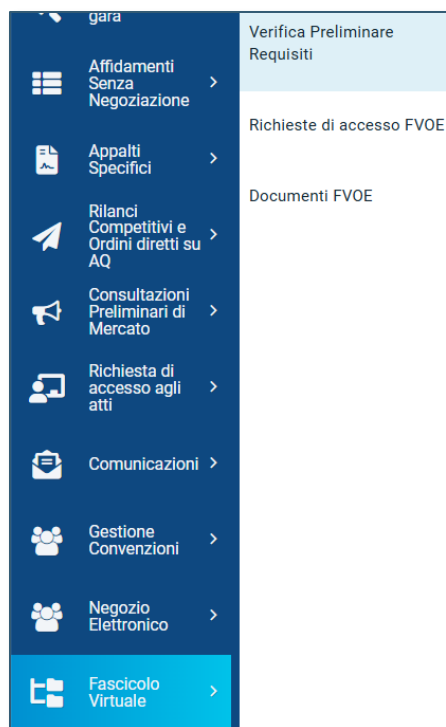 gara
Affidamenti
Senza
Negoziazione
Appalti
Specifici
Rilanci
Competitivi e
Ordini diretti su
AQ
Consultazioni
Preliminari di
Mercato
Richiesta di
accesso agli
atti
Comunicazioni
Gestione
Convenzioni
Negozio
Elettronico
Fascicolo
Virtuale
Verifica Preliminare
Requisiti
Richieste di accesso FVOE
Documenti FVOE